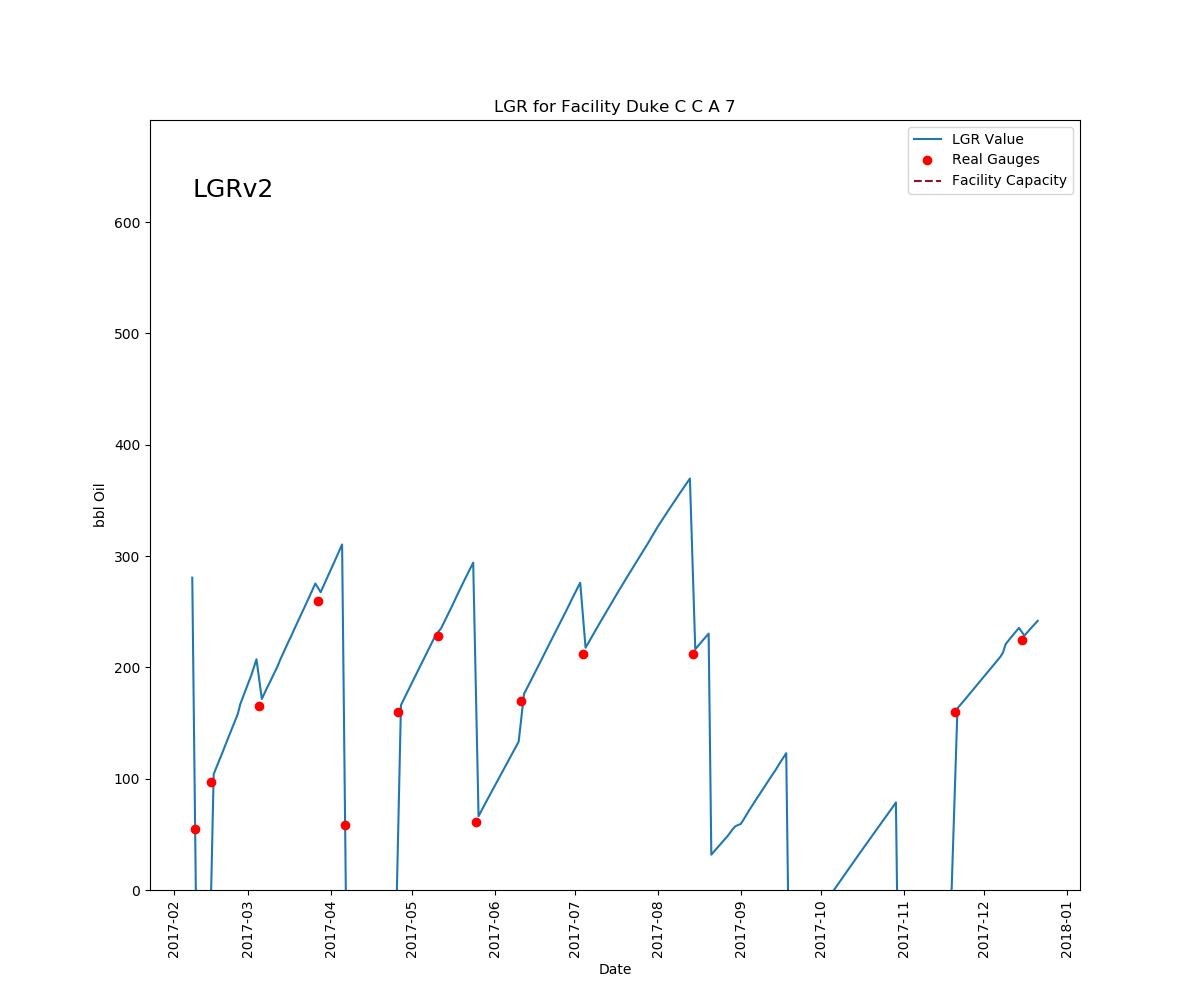 LGR for Facility Duke C C A 7
LGRv2
LGR Value
Real Gauges
Facility Capacity
600
500
400
300
200
100
0
bbl Oil
2017-02
2017-03
2017-04
2017-05
2017-06
2017-07
2017-08
2017-09
2017-10
2017-11
2017-12
2018-01
Date